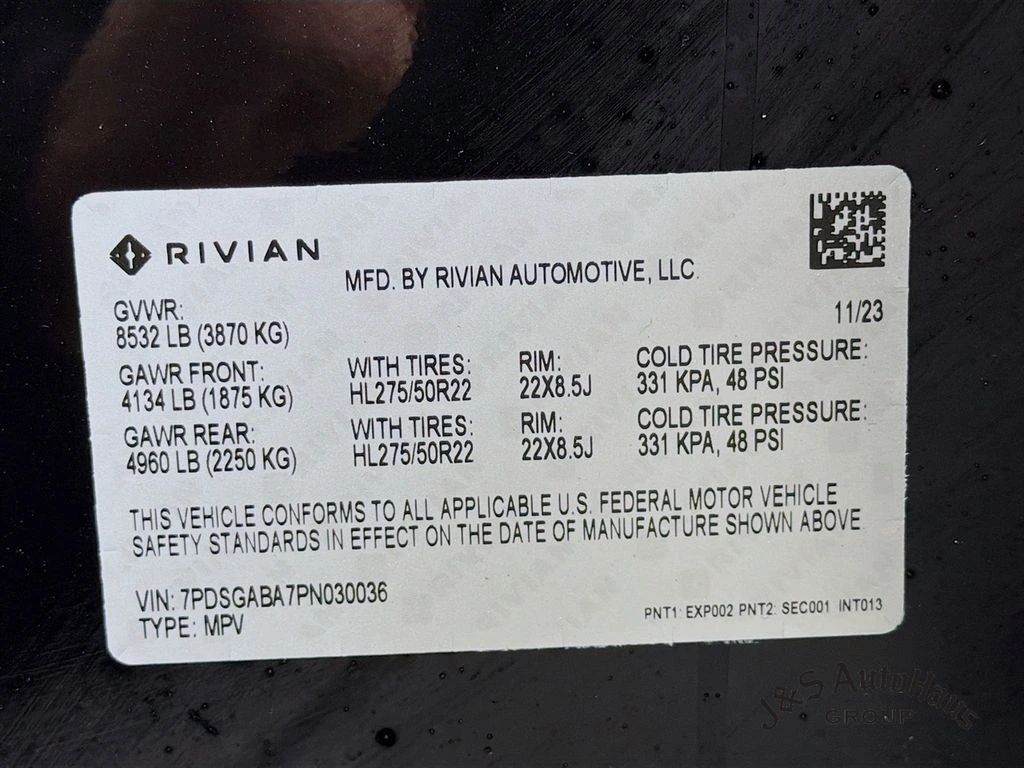 RIVIAN
MFD. BY RIVIAN AUTOMOTIVE, LLC.
11/23
GVWR:
8532 LB (3870 KG)
GAWR FRONT: WITH TIRES: RIM: COLD TIRE PRESSURE:
4134 LB (1875 KG) HL275/50R22 22X8.5J 331 KPA, 48 PSI
GAWR REAR: WITH TIRES: RIM: COLD TIRE PRESSURE:
4960 LB (2250 KG) HL275/50R22 22X8.5J 331 KPA, 48 PSI
THIS VEHICLE CONFORMS TO ALL APPLICABLE U.S. FEDERAL MOTOR VEHICLE
SAFETY STANDARDS IN EFFECT ON THE DATE OF MANUFACTURE SHOWN ABOVE
VIN: 7PDSGABA7PN030036
TYPE: MPV
PNT1: EXP002 PNT2: SEC001 INT013
J&S AutoHaus
GROUP